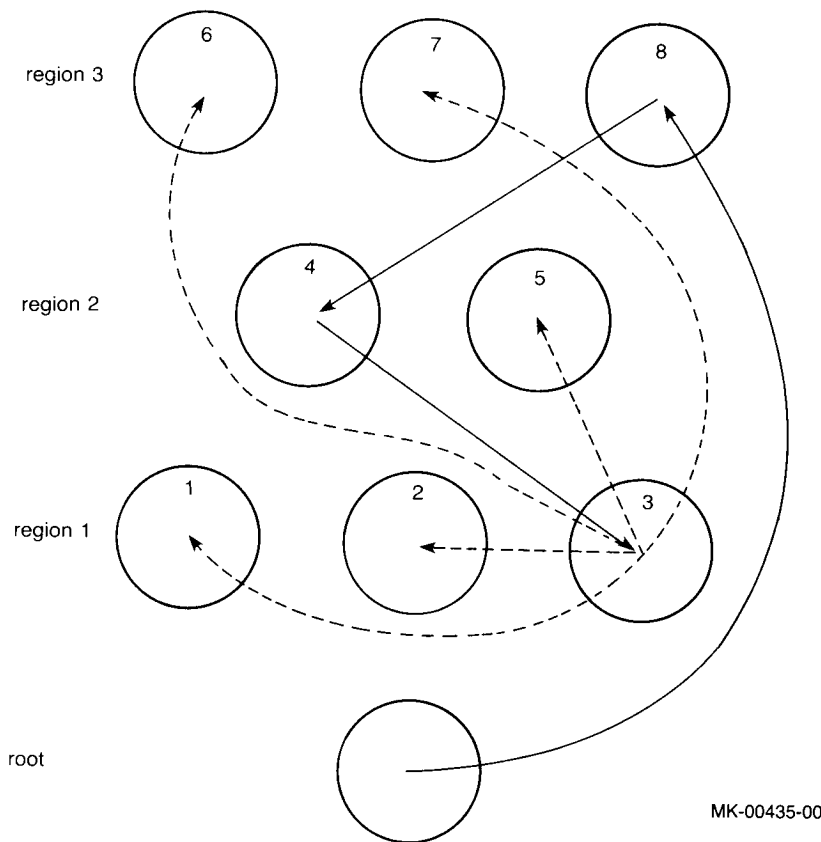 region 3 6 7 8
region 2 4 5
region 1 1 2 3
root
MK-00435-00